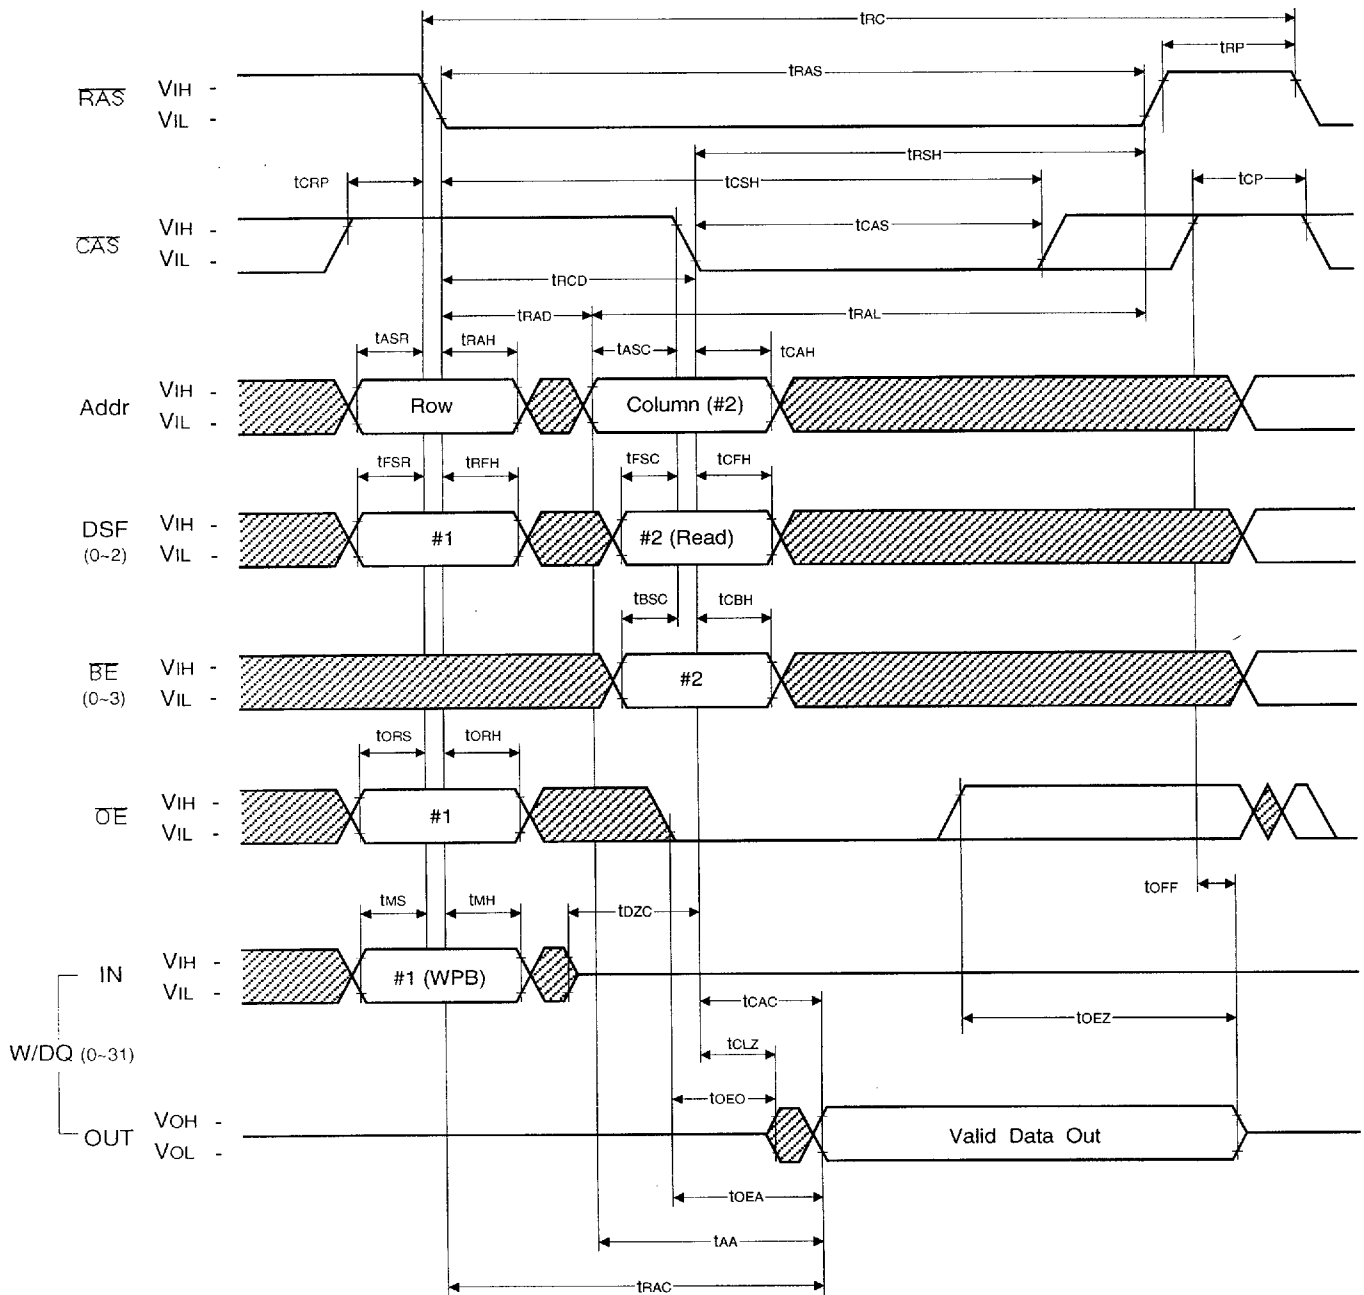 tRC
tRP
tRAS
RAS VIH -
VIL -
tRSH
tCRP tCSH tCP
CAS VIH - tCAS
VIL -
tRCD
tRAD tRAL
tASR tRAH tASC tCAH
Addr VIH - Row Column (#2)
VIL -
tFSR tRFH tFSC tCFH
DSF VIH - #1 #2 (Read)
(0~2) VIL -
tBSC tCBH
BE VIH - #2
(0~3) VIL -
tORS tORH
OE VIH - #1
VIL -
tOFF
tMS tMH tDZC
IN VIH - #1 (WPB)
VIL -
tCAC tOEZ
W/DQ (0~31) tCLZ
tOEO
OUT VOH - Valid Data Out
VOL -
tOEA
tAA
tRAC